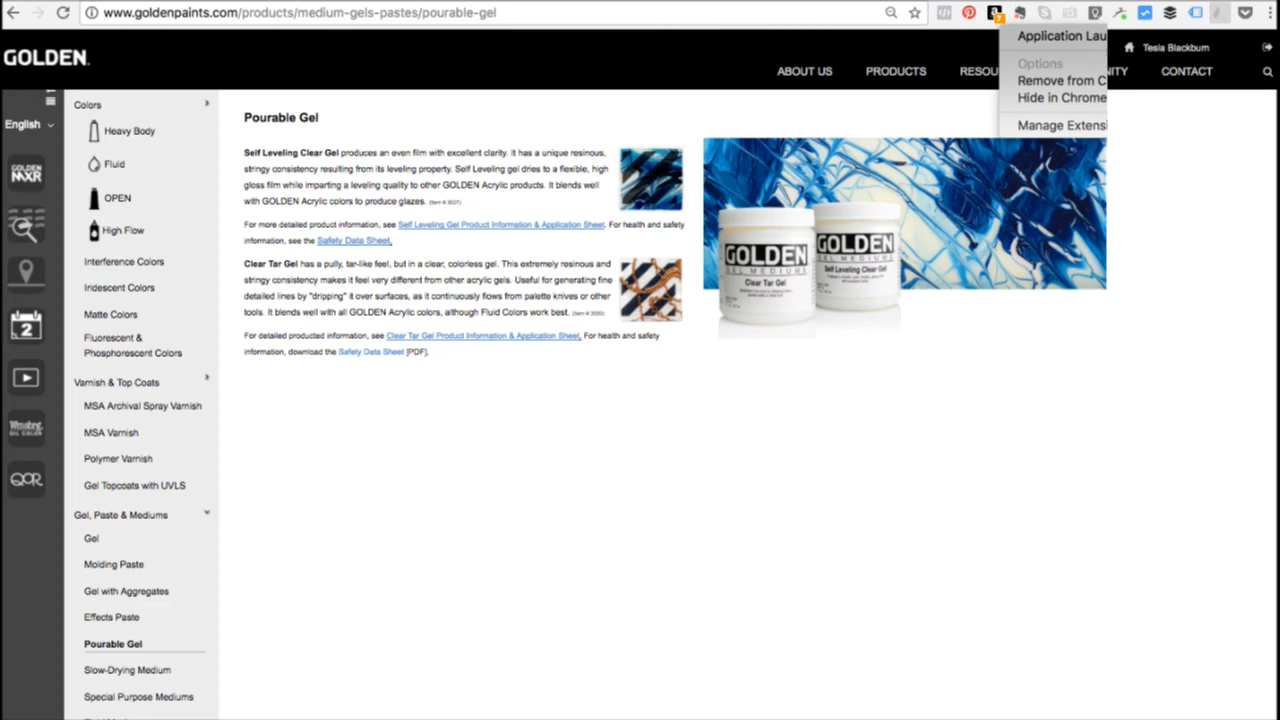 www.goldenpaints.com/products/medium-gels-pastes/pourable-gel
7
Application Lau
Options
Remove from C
Hide in Chrome
Manage Extensi
GOLDEN
Tesia Blackburn
ABOUT US
PRODUCTS
RESOU
ITY
CONTACT
English
GOLDEN
MXR
2
QOR
Colors
Heavy Body
Fluid
OPEN
High Flow
Interference Colors
Iridescent Colors
Matte Colors
Fluorescent &
Phosphorescent Colors
Varnish & Top Coats
MSA Archival Spray Varnish
MSA Varnish
Polymer Varnish
Gel Topcoats with UVLS
Gel, Paste & Mediums
Gel
Molding Paste
Gel with Aggregates
Effects Paste
Pourable Gel
Slow-Drying Medium
Special Purpose Mediums
Pourable Gel
Self Leveling Clear Gel produces an even film with excellent clarity. It has a unique resinous,
stringy consistency resulting from its leveling property. Self Leveling gel dries to a flexible, high
gloss film while imparting a leveling quality to other GOLDEN Acrylic products. It blends well
with GOLDEN Acrylic colors to produce glazes.
For more detailed product information, see Self Leveling Gel Product Information & Application Sheet. For health and safety
information, see the Safety Data Sheet.
Clear Tar Gel has a pully, tar-like feel, but in a clear, colorless gel. This extremely resinous and
stringy consistency makes it feel very different from other acrylic gels. Useful for generating fine
detailed lines by "dripping" it over surfaces, as it continuously flows from palette knives or other
tools. It blends well with all GOLDEN Acrylic colors, although Fluid Colors work best.
For detailed producted information, see Clear Tar Gel Product Information & Application Sheet. For health and safety
information, download the Safety Data Sheet [PDF].
GOLDEN
GEL MEDIUMS
Clear Tar Gel
GOLDEN
GEL MEDIUMS
Self Leveling Clear Gel